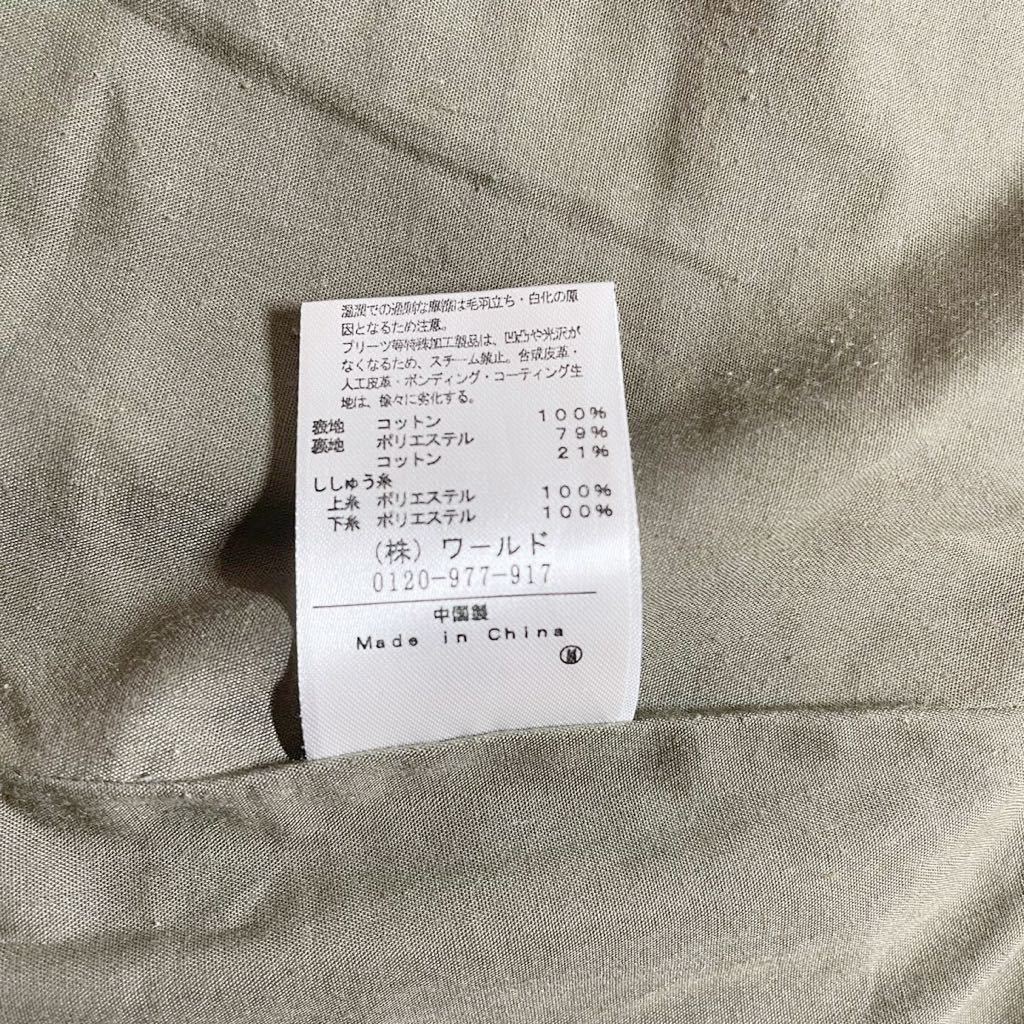 湿潤での過激な摩擦は毛羽立ち・白化の原
因となるため注意。
プリーツ等特殊加工製品は、凹凸や光沢が
なくなるため、スチーム禁止。合成皮革・
人工皮革・ボンディング・コーティング生
地は、徐々に劣化する。
表地 コットン 100%
裏地 ポリエステル 79%
コットン 21%
ししゅう糸
上糸 ポリエステル 100%
下糸 ポリエステル 100%
(株)ワールド
0120-977-917
中国製
Made in China